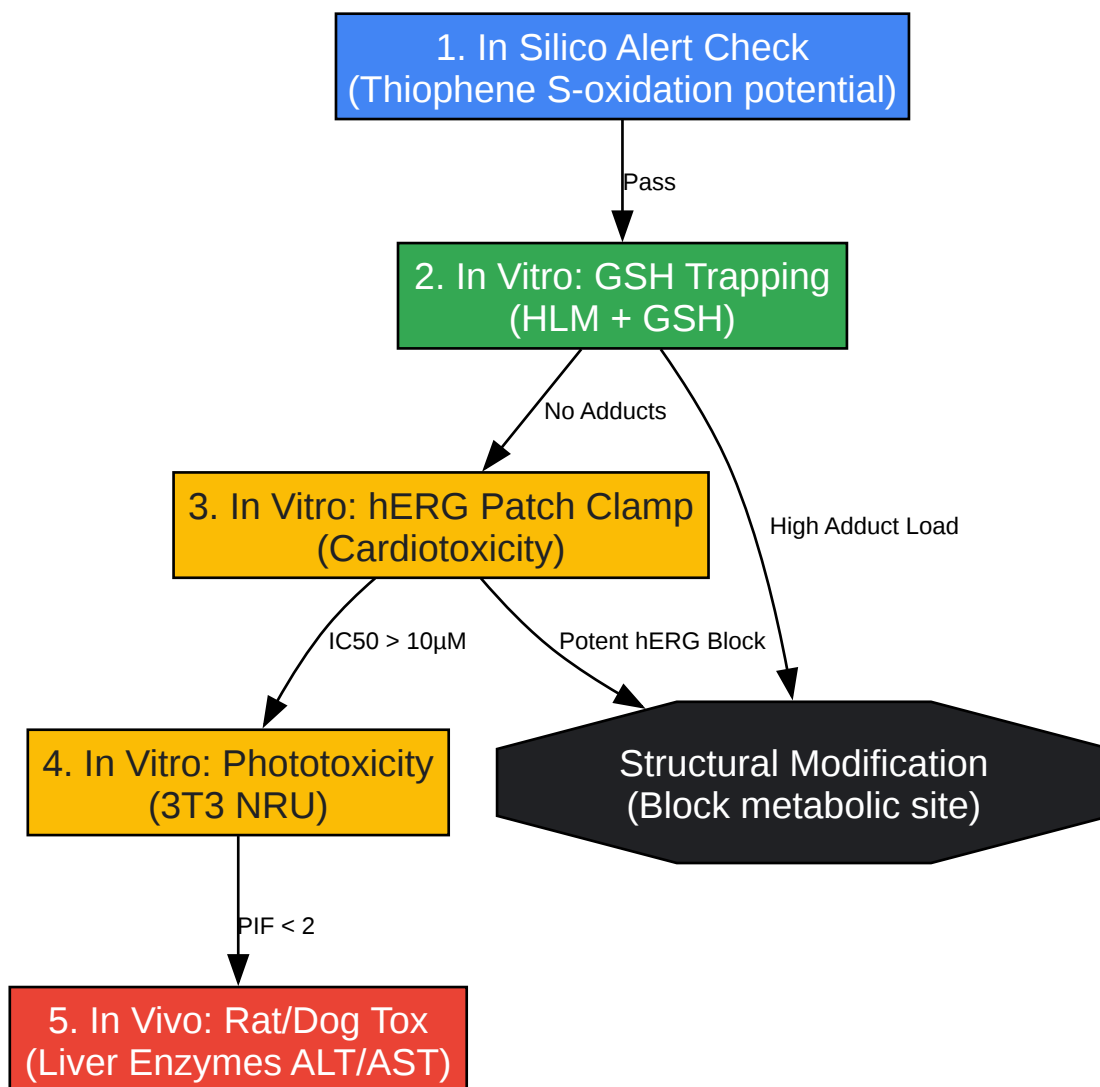 1. In Silico Alert Check
(Thiophene S-oxidation potential)
Pass
2. In Vitro: GSH Trapping
(HLM + GSH)
No Adducts
3. In Vitro: hERG Patch Clamp
(Cardiotoxicity)
High Adduct Load
IC50 > 10µM
Potent hERG Block
4. In Vitro: Phototoxicity
(3T3 NRU)
Structural Modification
(Block metabolic site)
PIF < 2
5. In Vivo: Rat/Dog Tox
(Liver Enzymes ALT/AST)